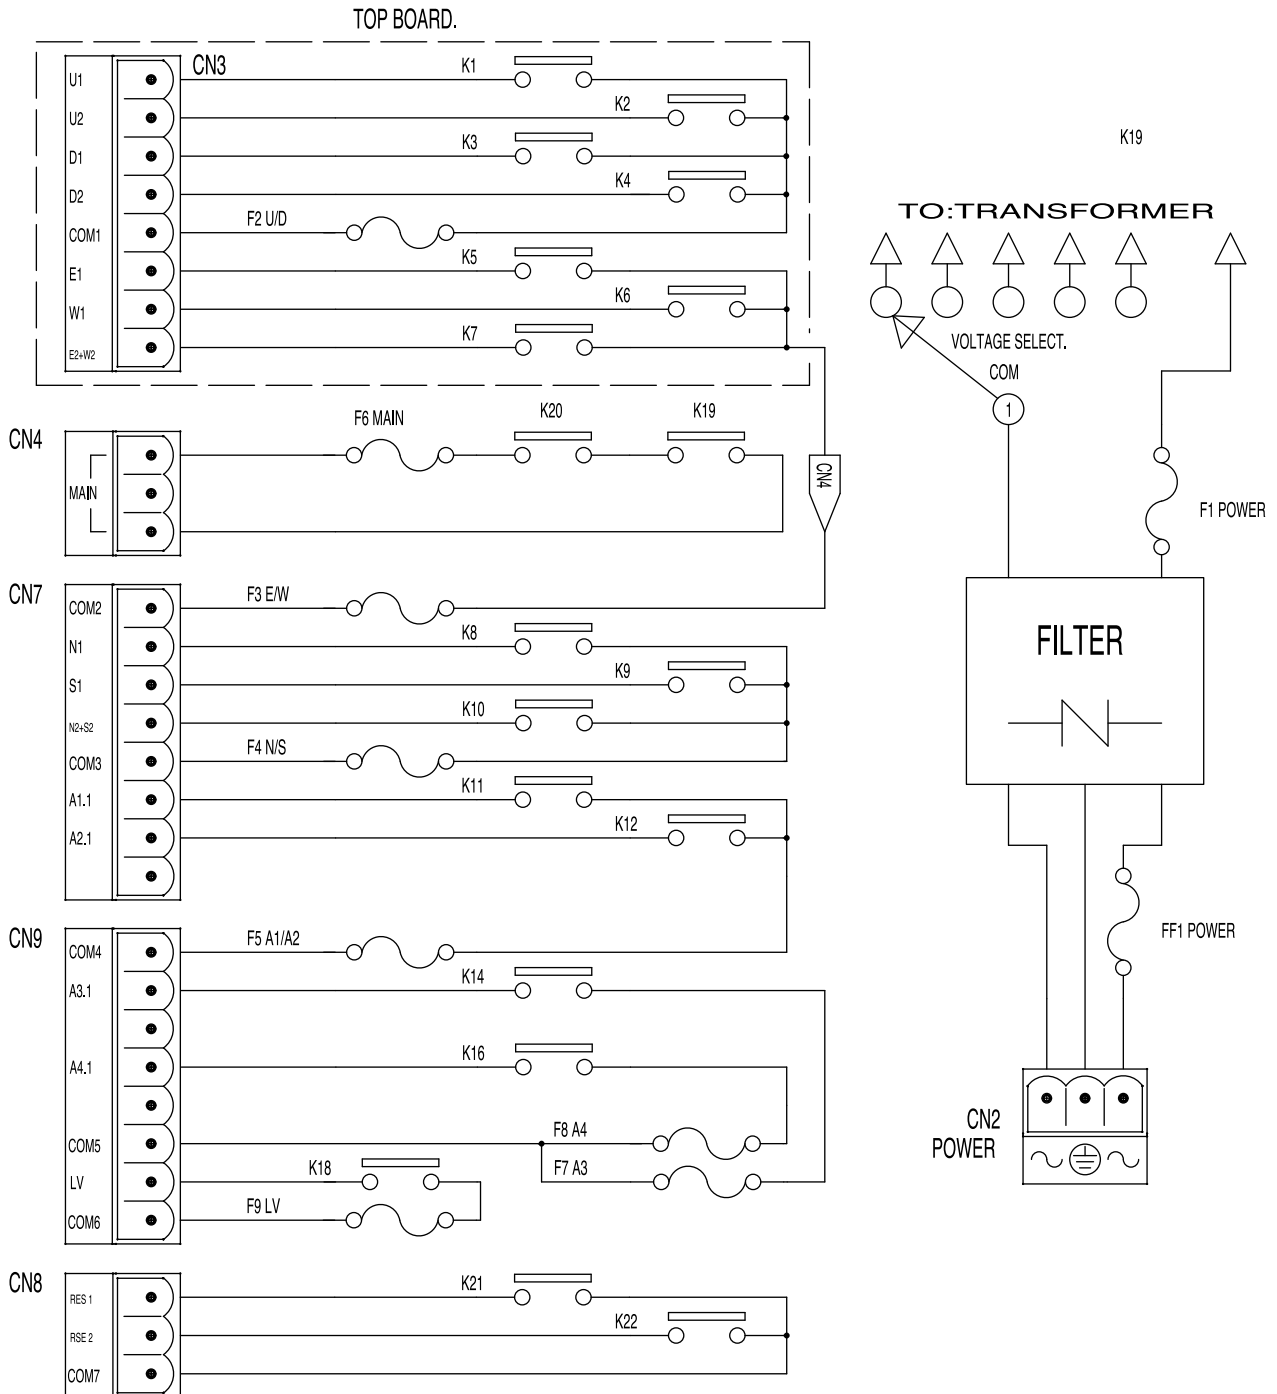 TOP BOARD.
CN3
U1
K1
U2
K2
D1
K3
D2
K4
COM1
F2 U/D
E1
K5
W1
K6
E2+W2
K7
CN4
MAIN
F6 MAIN
K20
K19
CN4
CN7
COM2
F3 E/W
N1
K8
S1
K9
N2+S2
K10
COM3
F4 N/S
A1.1
K11
A2.1
K12
CN9
COM4
F5 A1/A2
A3.1
K14
A4.1
K16
COM5
F8 A4
F7 A3
LV
K18
COM6
F9 LV
CN8
RES 1
K21
RSE 2
K22
COM7
K19
TO:TRANSFORMER
VOLTAGE SELECT.
COM
1
F1 POWER
FILTER
FF1 POWER
CN2
POWER